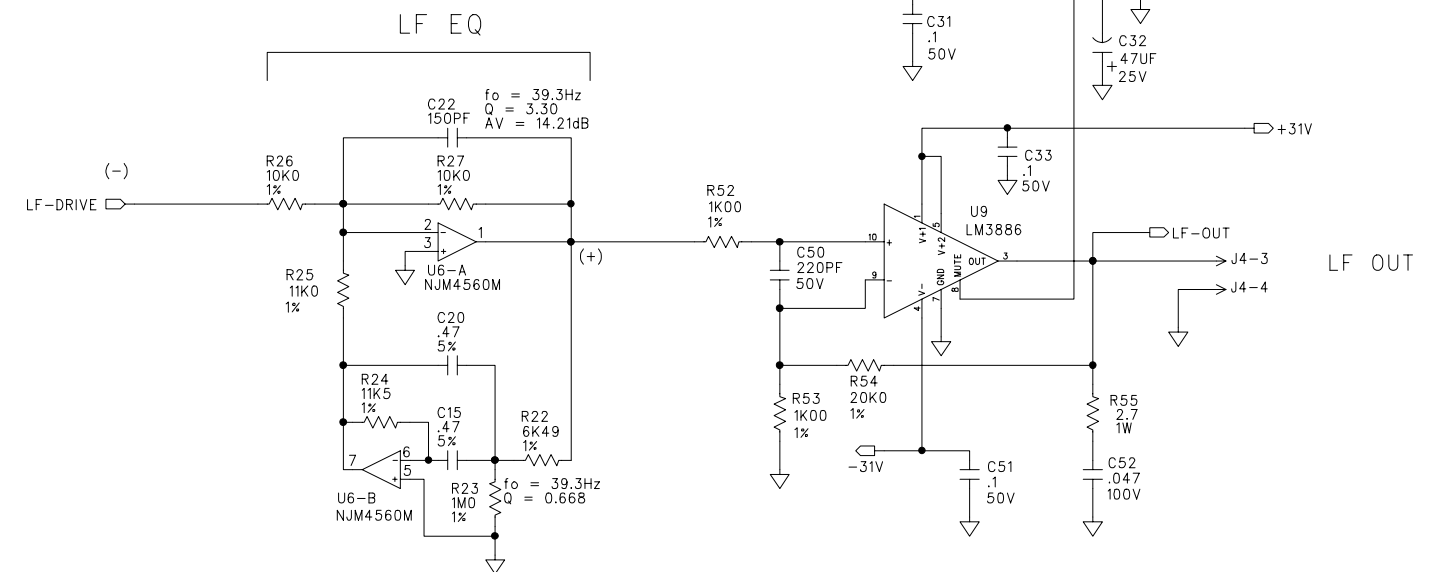 LF EQ
C31
.1
50V
C32
+ 47UF
25V
fo = 39.3Hz
Q = 3.30
AV = 14.21dB
C22
150PF
+31V
(-)
R26
10K0
1%
R27
10K0
1%
C33
.1
50V
LF-DRIVE
R52
1K00
1%
U9
LM3886
1
5
V+1
V+2
2
-
3
+
1
(+)
10
+
9
-
OUT
3
MUTE
8
GND
7
V-
4
LF-OUT
J4-3
J4-4
LF OUT
U6-A
NJM4560M
C50
220PF
50V
R25
11K0
1%
C20
.47
5%
R24
11K5
1%
C15
.47
5%
R22
6K49
1%
R54
20K0
1%
R53
1K00
1%
R55
2.7
1W
7
6
-
5
+
-31V
U6-B
NJM4560M
R23
1M0
1%
fo = 39.3Hz
Q = 0.668
C51
.1
50V
C52
.047
100V